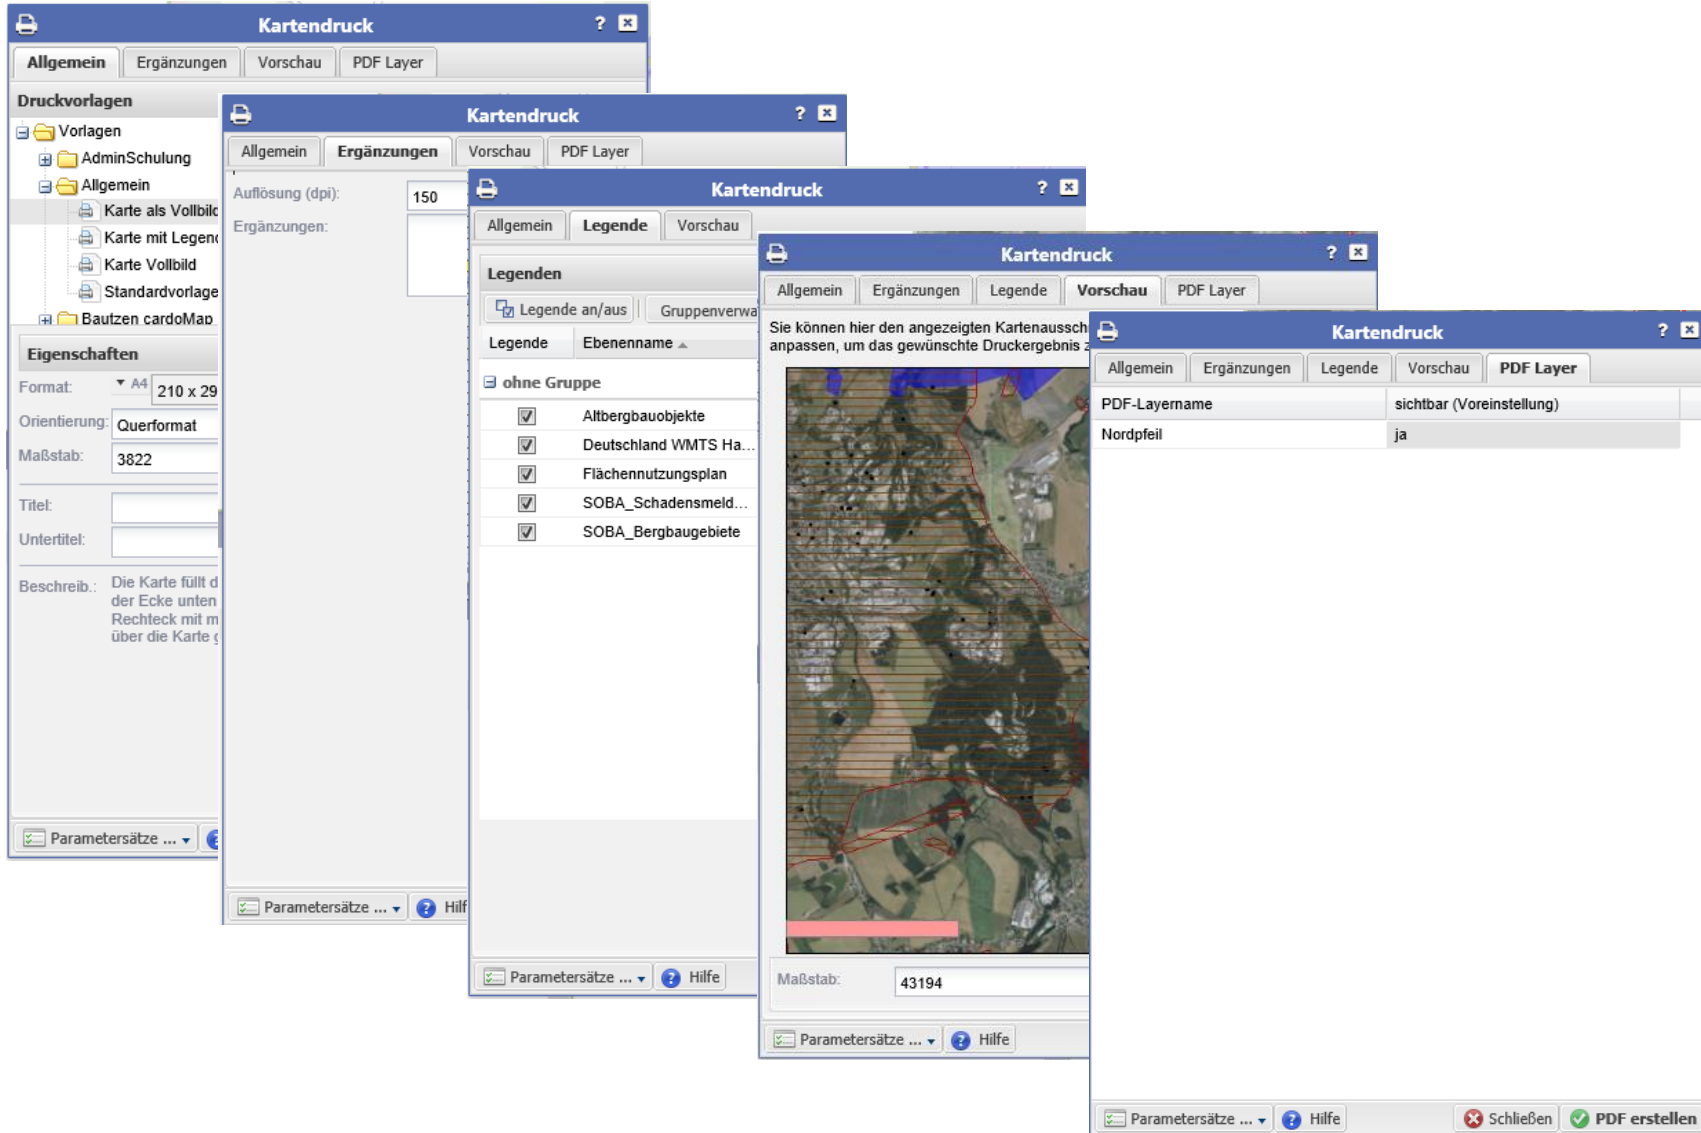 Kartendruck ?
Allgemein Ergänzungen Vorschau PDF Layer
Druckvorlagen
Vorlagen
AdminSchulung
Allgemein
Karte als Vollbild
Karte mit Legend
Karte Vollbild
Standardvorlage
Bautzen cardoMap
Eigenschaften
Format: A4 210 x 29
Orientierung: Querformat
Maßstab: 3822
Titel:
Untertitel:
Beschreib.: Die Karte füllt d
der Ecke unten
Rechteck mit m
über die Karte g
Parametersätze ...
Kartendruck ?
Allgemein Ergänzungen Vorschau PDF Layer
Auflösung (dpi): 150
Ergänzungen:
Parametersätze ... ? Hilf
Kartendruck ?
Allgemein Legende Vorschau
Legenden
Legende an/aus Gruppenverwa
Legende Ebenenname
ohne Gruppe
Altbergbauobjekte
Deutschland WMTS Ha...
Flächennutzungsplan
SOBA_Schadensmeld...
SOBA_Bergbaugebiete
Parametersätze ... ? Hilfe
Kartendruck ?
Allgemein Ergänzungen Legende Vorschau PDF Layer
Sie können hier den angezeigten Kartenaussch
anpassen, um das gewünschte Druckergebnis z
Maßstab: 43194
Parametersätze ... ? Hilfe
Kartendruck ?
Allgemein Ergänzungen Legende Vorschau PDF Layer
PDF-Layername sichtbar (Voreinstellung)
Nordpfeil ja
Parametersätze ... ? Hilfe Schließen PDF erstellen